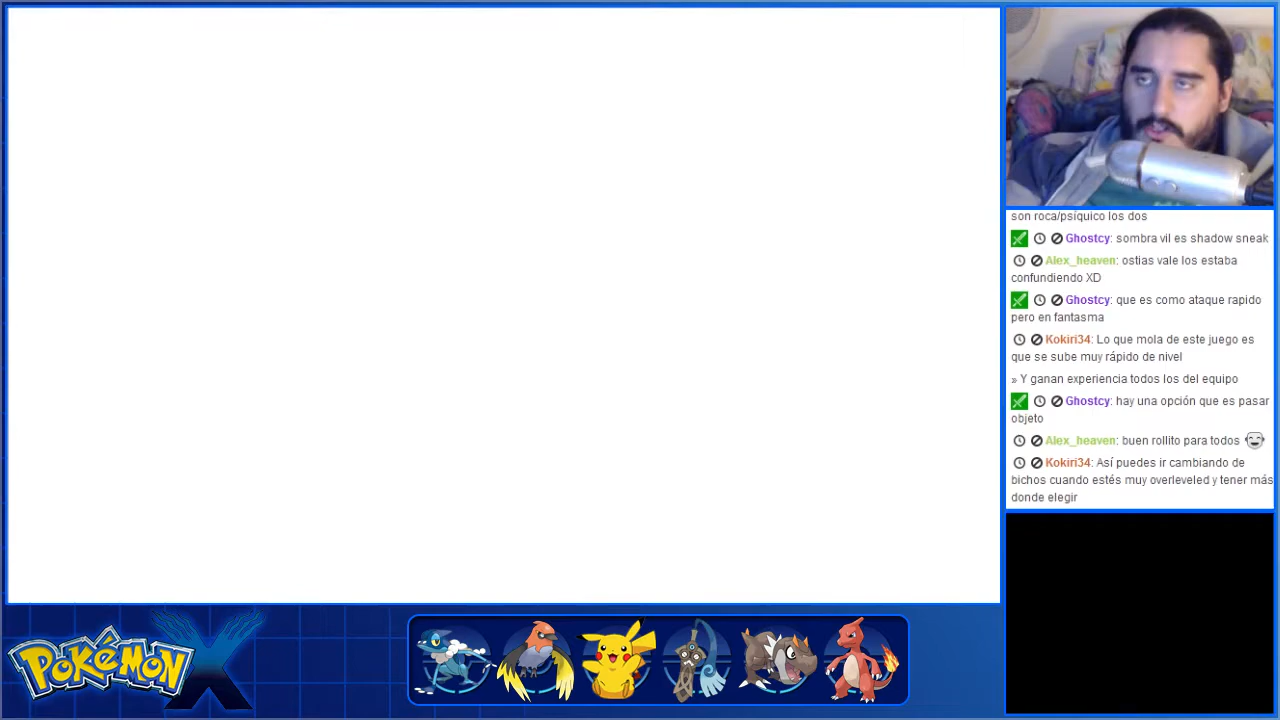 son roca/psíquico los dos
Ghostcy: sombra vil es shadow sneak
Alex_heaven: ostias vale los estaba
confundiendo XD
Ghostcy: que es como ataque rapido
pero en fantasma
Kokiri34: Lo que mola de este juego es
que se sube muy rápido de nivel
» Y ganan experiencia todos los del equipo
Ghostcy: hay una opción que es pasar
objeto
Alex_heaven: buen rollito para todos
Kokiri34: Así puedes ir cambiando de
bichos cuando estés muy overleveled y tener más
donde elegir
POKéMON X